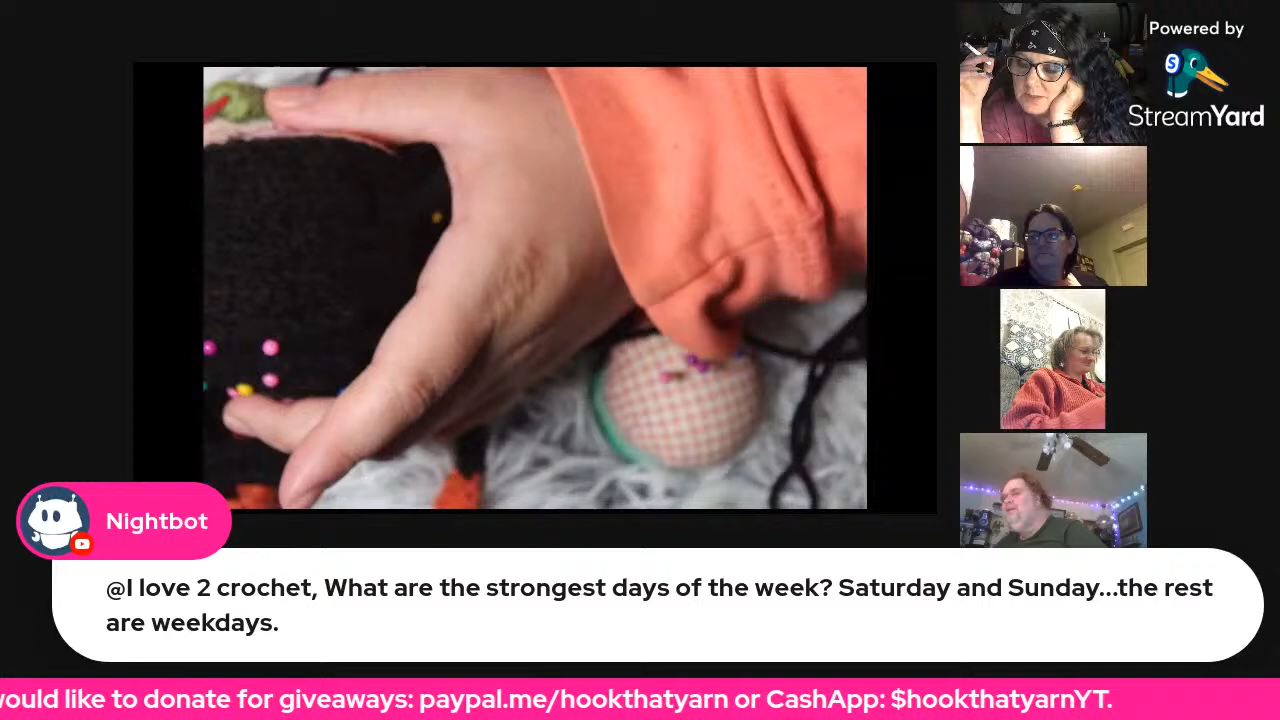 Powered by
StreamYard
Nightbot
@I love 2 crochet, What are the strongest days of the week? Saturday and Sunday...the rest
are weekdays.
would like to donate for giveaways: paypal.me/hookthatyarn or CashApp: $hookthatyarnYT.